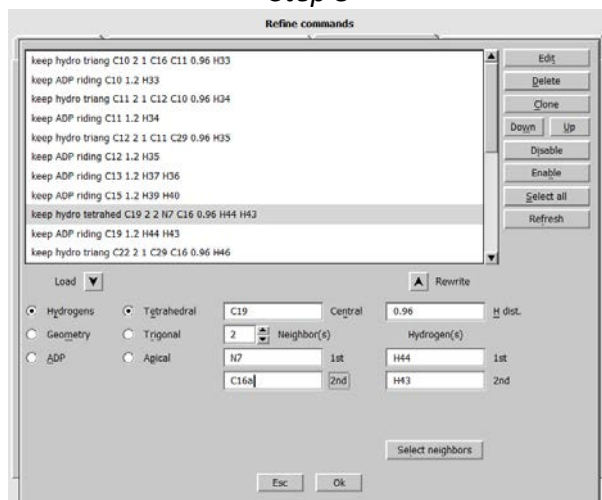 Refine commands
keep hydro triang C10 2 1 C16 C11 0.96 H33
keep ADP riding C10 1.2 H33
keep hydro triang C11 2 1 C12 C10 0.96 H34
keep ADP riding C11 1.2 H34
keep hydro triang C12 2 1 C11 C29 0.96 H35
keep ADP riding C12 1.2 H35
keep ADP riding C13 1.2 H37 H36
keep ADP riding C15 1.2 H39 H40
keep hydro tetrahed C19 2 2 N7 C16 0.96 H44 H43
keep ADP riding C19 1.2 H44 H43
keep hydro triang C22 2 1 C29 C16 0.96 H46
Edit
Delete
Clone
Down Up
Disable
Enable
Select all
Refresh
Load Rewrite
Hydrogens Tetrahedral C19 Central 0.96 H dist.
Geometry Trigonal 2 Neighbor(s) Hydrogen(s)
ADP Apical N7 1st H44 1st
C16a 2nd H43 2nd
Select neighbors
Esc Ok